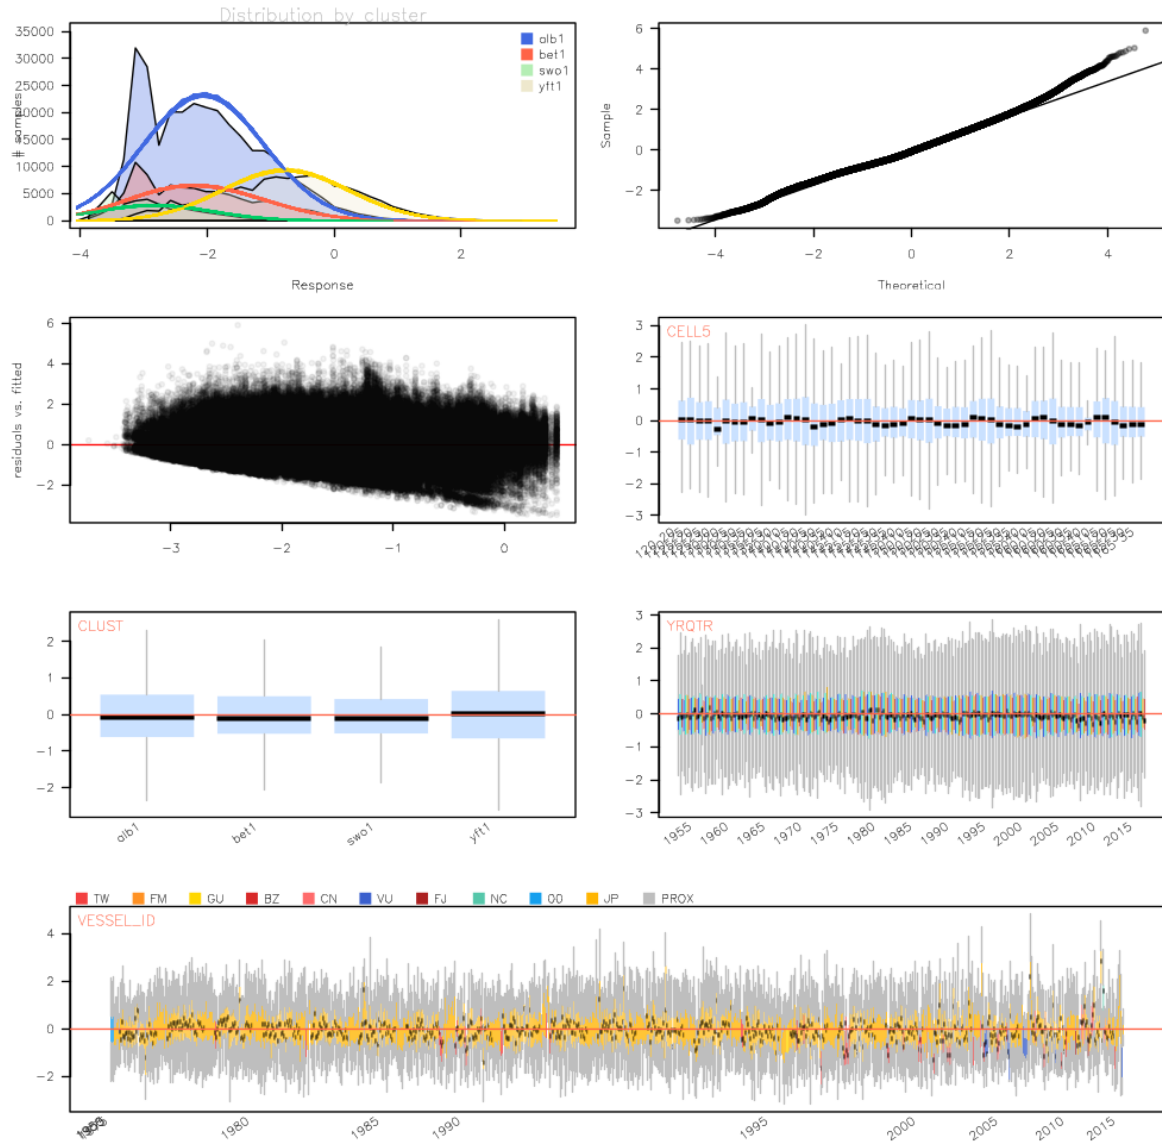 Distribution by cluster
35000
30000
25000
20000
15000
10000
5000
0
# samples
alb1
bet1
swo1
yft1
−4 −2 0 2
Response
6
4
2
0
−2
Sample
−4 −2 0 2 4
Theoretical
6
4
2
0
−2
residuals vs. fitted
−3 −2 −1 0
CELL5
3
2
1
0
−1
−2
−3
CLUST
2
1
0
−1
−2
alb1 bet1 swo1 yft1
YRQTR
3
2
1
0
−1
−2
−3
1955 1960 1965 1970 1975 1980 1985 1990 1995 2000 2005 2010 2015
TW FM GU BZ CN VU FJ NC OO JP PROX
VESSEL_ID
4
2
0
−2
1980 1985 1990 1995 2000 2005 2010 2015